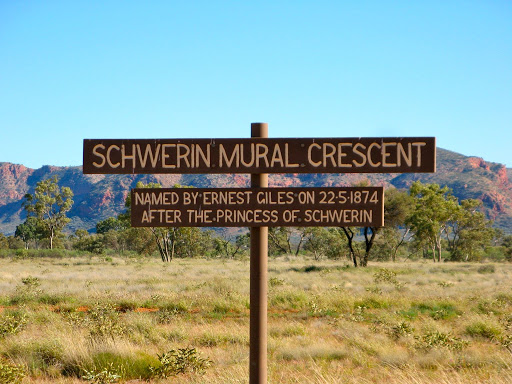 SCHWERIN MURAL CRESCENT
NAMED BY ERNEST GILES ON 22-5-1874
AFTER THE PRINCESS OF SCHWERIN